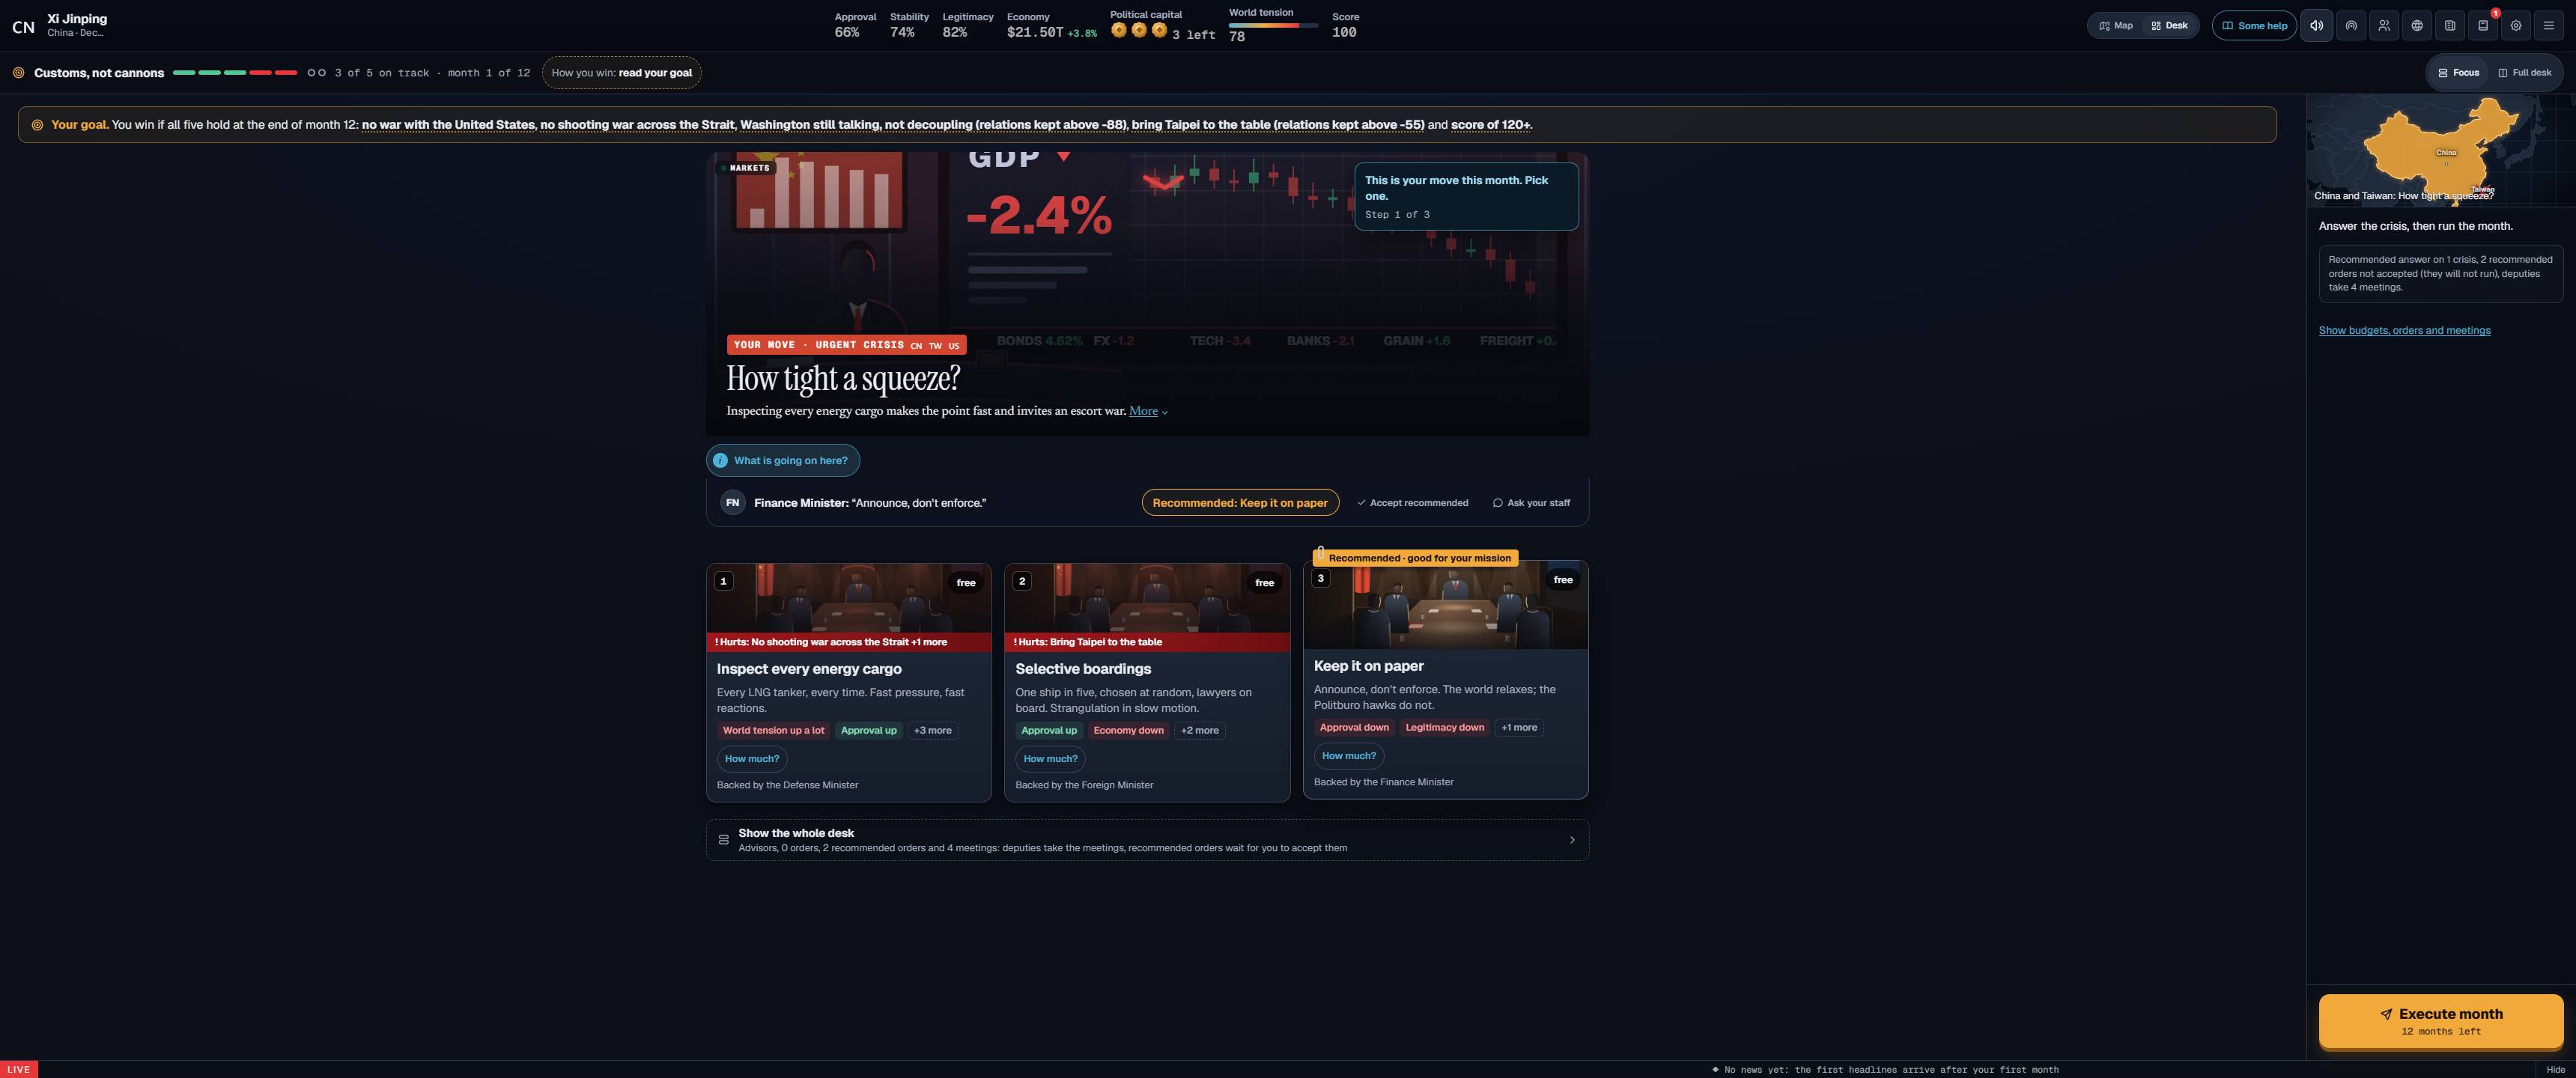 CN Xi Jinping
China · Dec...
Approval 66%
Stability 74%
Legitimacy 82%
Economy $21.50T +3.8%
Political capital 3 left
World tension 78
Score 100
Map Desk
Some help
1
Customs, not cannons 3 of 5 on track · month 1 of 12 How you win: read your goal
Focus Full desk
Your goal. You win if all five hold at the end of month 12: no war with the United States, no shooting war across the Strait, Washington still talking, not decoupling (relations kept above -88), bring Taipei to the table (relations kept above -55) and score of 120+.
MARKETS
GDP
-2.4%
This is your move this month. Pick one.
Step 1 of 3
BONDS 4.62% FX -1.2 TECH -3.4 BANKS -2.1 GRAIN +1.6 FREIGHT +0.
YOUR MOVE · URGENT CRISIS CN TW US
How tight a squeeze?
Inspecting every energy cargo makes the point fast and invites an escort war. More
What is going on here?
FN Finance Minister: “Announce, don't enforce.” Recommended: Keep it on paper Accept recommended Ask your staff
1 free
! Hurts: No shooting war across the Strait +1 more
Inspect every energy cargo
Every LNG tanker, every time. Fast pressure, fast
reactions.
World tension up a lot Approval up +3 more
How much?
Backed by the Defense Minister
2 free
! Hurts: Bring Taipei to the table
Selective boardings
One ship in five, chosen at random, lawyers on
board. Strangulation in slow motion.
Approval up Economy down +2 more
How much?
Backed by the Foreign Minister
Recommended · good for your mission
3 free
Keep it on paper
Announce, don't enforce. The world relaxes; the
Politburo hawks do not.
Approval down Legitimacy down +1 more
How much?
Backed by the Finance Minister
Show the whole desk
Advisors, 0 orders, 2 recommended orders and 4 meetings: deputies take the meetings, recommended orders wait for you to accept them
China
Taiwan
China and Taiwan: How tight a squeeze?
Answer the crisis, then run the month.
Recommended answer on 1 crisis, 2 recommended
orders not accepted (they will not run), deputies
take 4 meetings.
Show budgets, orders and meetings
Execute month
12 months left
LIVE
No news yet: the first headlines arrive after your first month
Hide